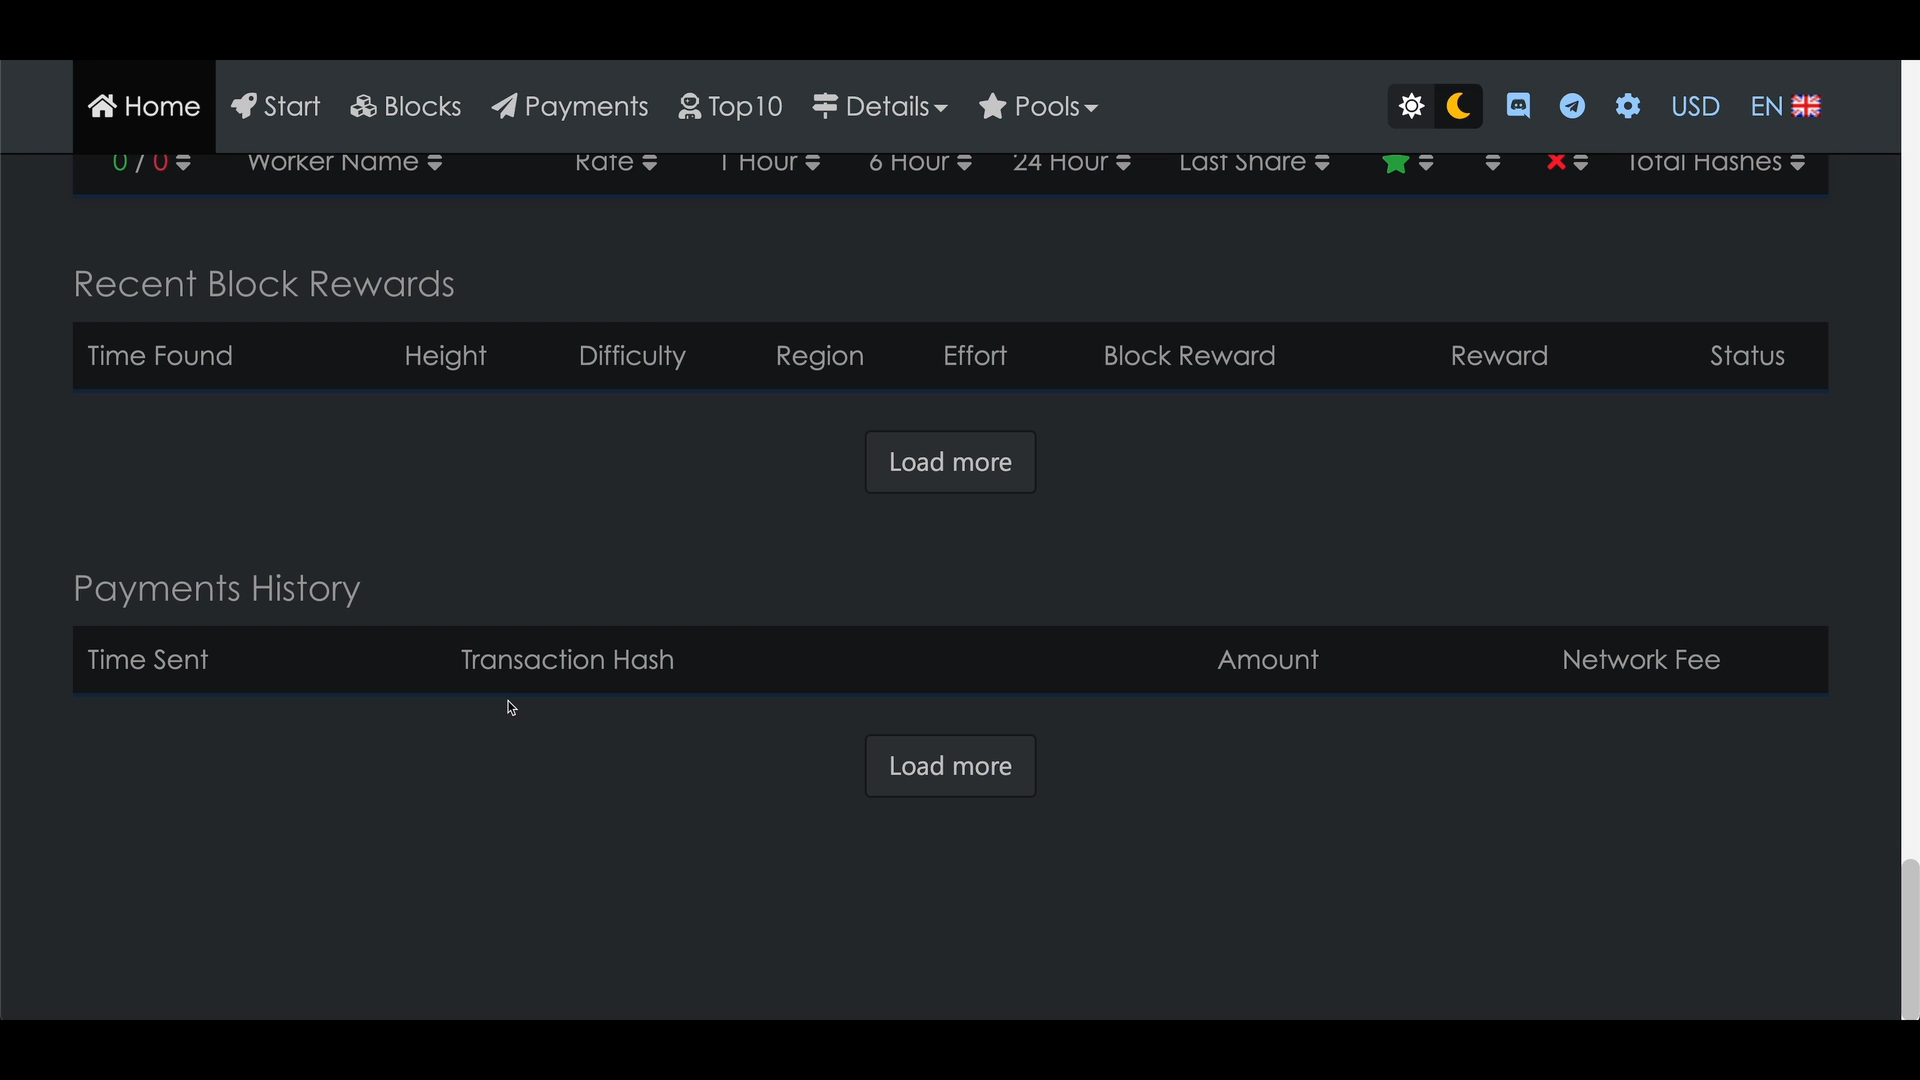 Home Start Blocks Payments Top10 Details Pools USD EN
0 / 0 Worker Name Rate 1 Hour 6 Hour 24 Hour Last Share Total Hashes
Recent Block Rewards
Time Found Height Difficulty Region Effort Block Reward Reward Status
Load more
Payments History
Time Sent Transaction Hash Amount Network Fee
Load more